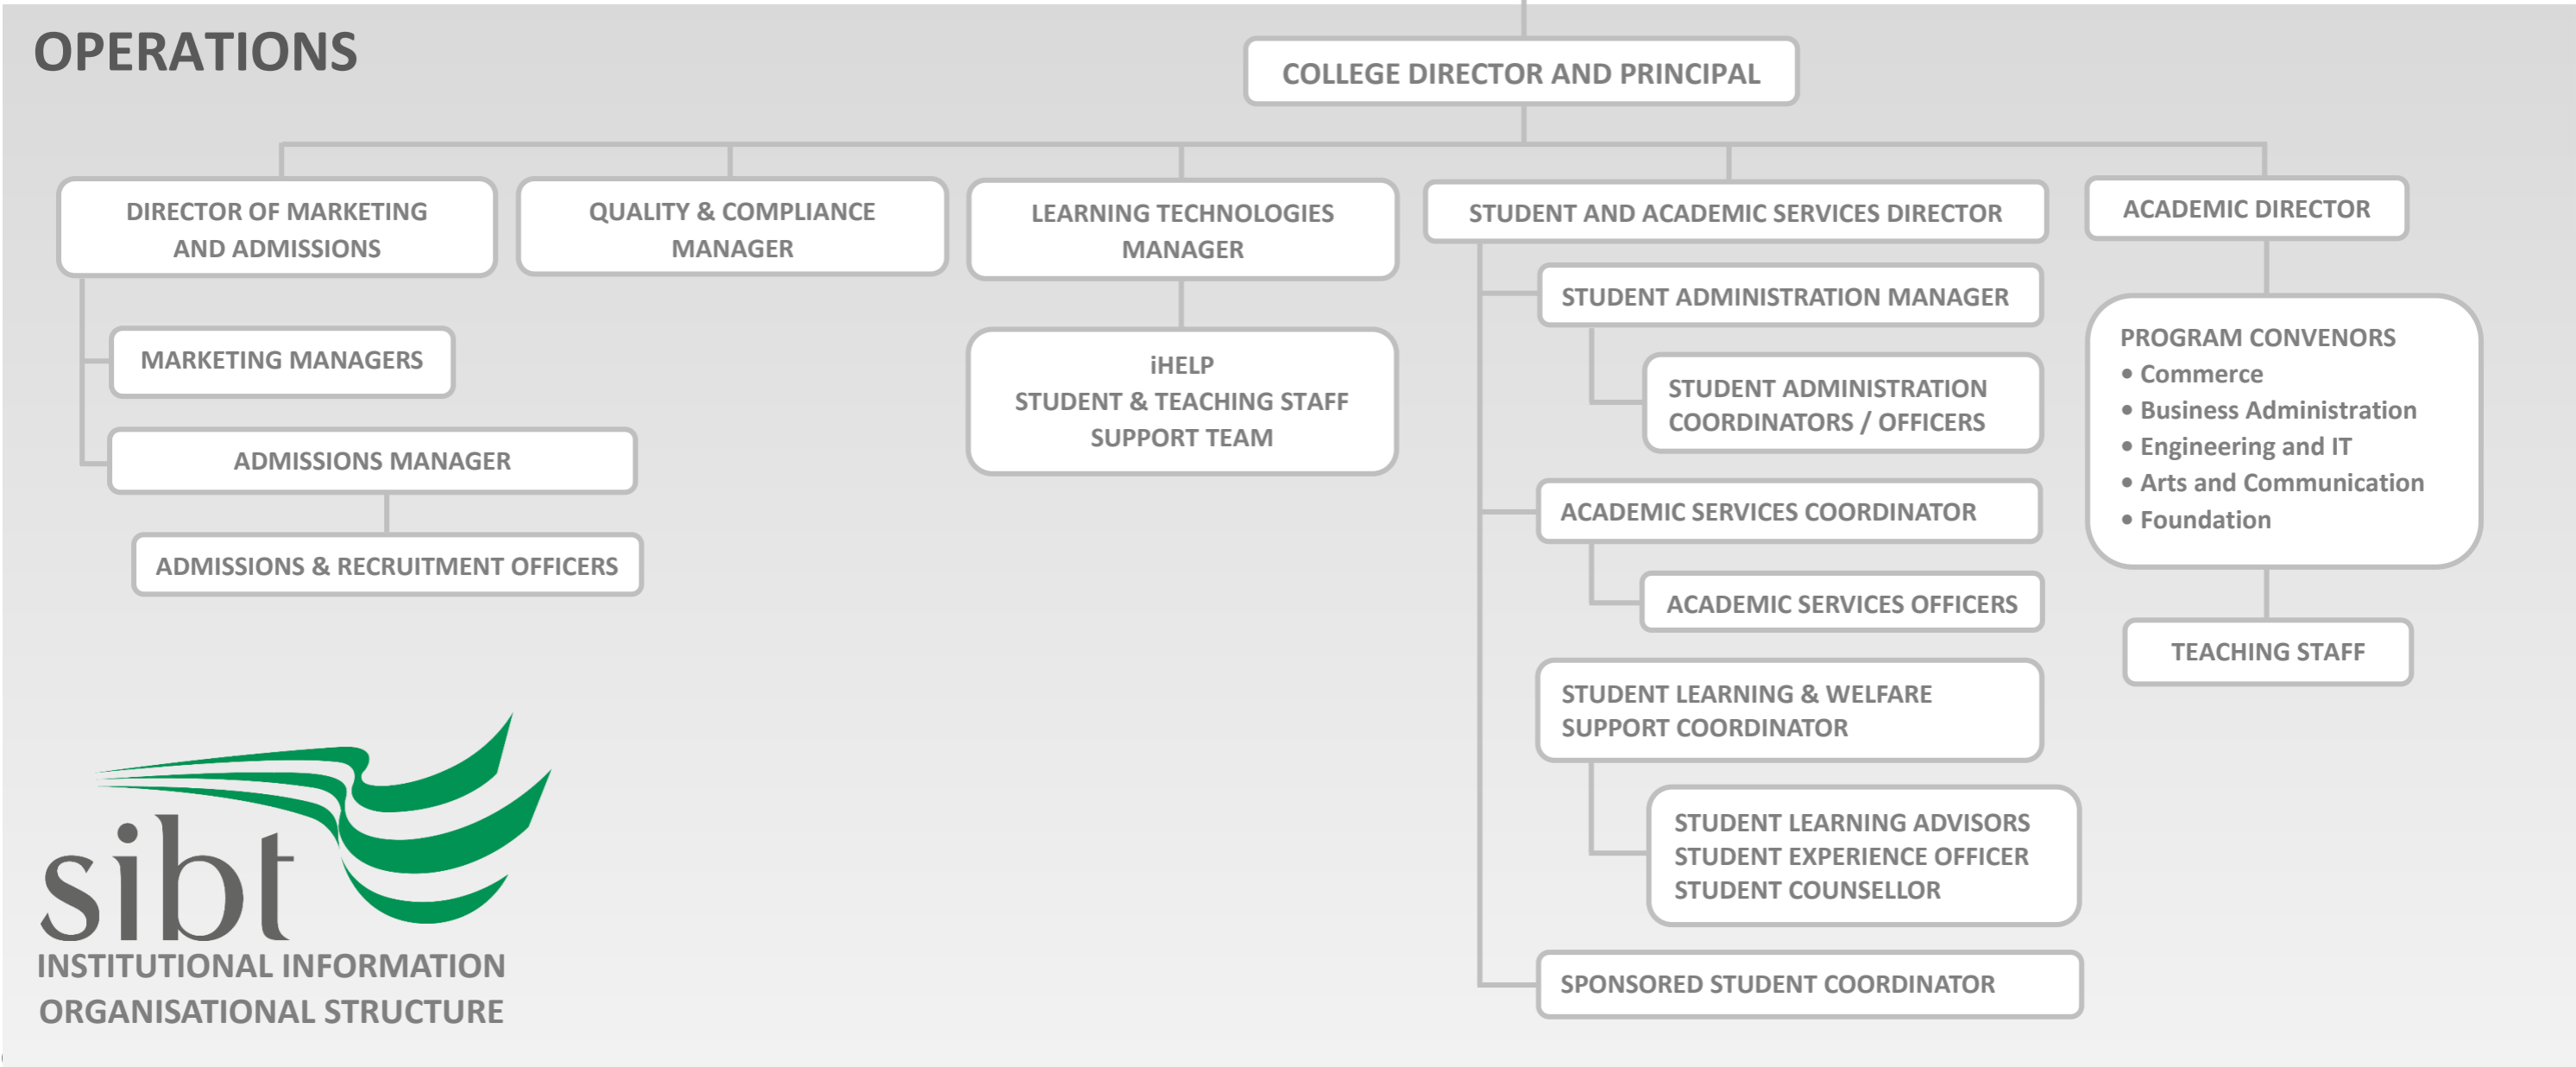 OPERATIONS
COLLEGE DIRECTOR AND PRINCIPAL
DIRECTOR OF MARKETING
AND ADMISSIONS
MARKETING MANAGERS
ADMISSIONS MANAGER
ADMISSIONS & RECRUITMENT OFFICERS
QUALITY & COMPLIANCE
MANAGER
LEARNING TECHNOLOGIES
MANAGER
iHELP
STUDENT & TEACHING STAFF
SUPPORT TEAM
STUDENT AND ACADEMIC SERVICES DIRECTOR
STUDENT ADMINISTRATION MANAGER
STUDENT ADMINISTRATION
COORDINATORS / OFFICERS
ACADEMIC SERVICES COORDINATOR
ACADEMIC SERVICES OFFICERS
STUDENT LEARNING & WELFARE
SUPPORT COORDINATOR
STUDENT LEARNING ADVISORS
STUDENT EXPERIENCE OFFICER
STUDENT COUNSELLOR
SPONSORED STUDENT COORDINATOR
ACADEMIC DIRECTOR
PROGRAM CONVENORS
• Commerce
• Business Administration
• Engineering and IT
• Arts and Communication
• Foundation
TEACHING STAFF
sibt
INSTITUTIONAL INFORMATION
ORGANISATIONAL STRUCTURE